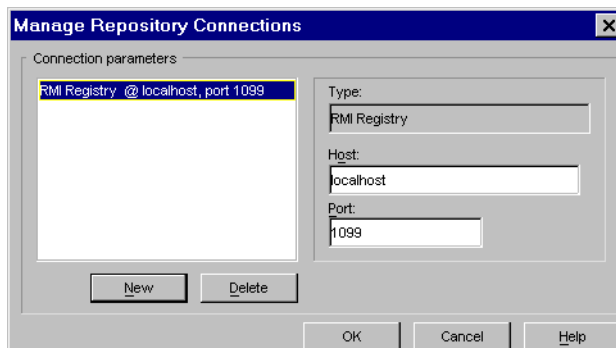 Manage Repository Connections
Connection parameters
RMI Registry @ localhost, port 1099
Type:
RMI Registry
Host:
localhost
Port:
1099
New
Delete
OK
Cancel
Help